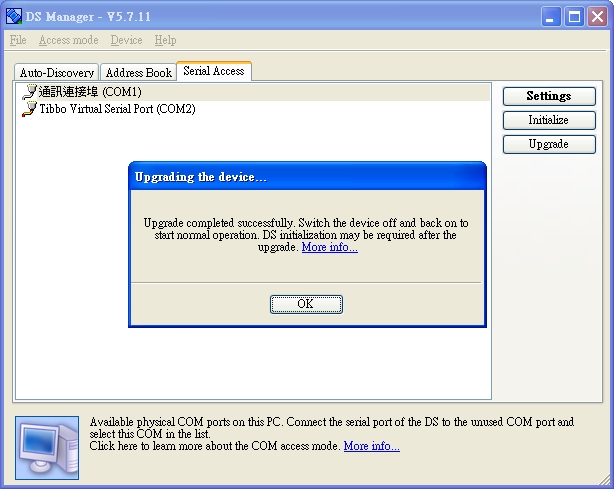 DS Manager - V5.7.11
File Access mode Device Help
Auto-Discovery Address Book Serial Access
通訊連接埠 (COM1)
Tibbo Virtual Serial Port (COM2)
Settings
Initialize
Upgrade
Upgrading the device...
Upgrade completed successfully. Switch the device off and back on to
start normal operation. DS initialization may be required after the
upgrade. More info...
OK
Available physical COM ports on this PC. Connect the serial port of the DS to the unused COM port and
select this COM in the list.
Click here to learn more about the COM access mode. More info...